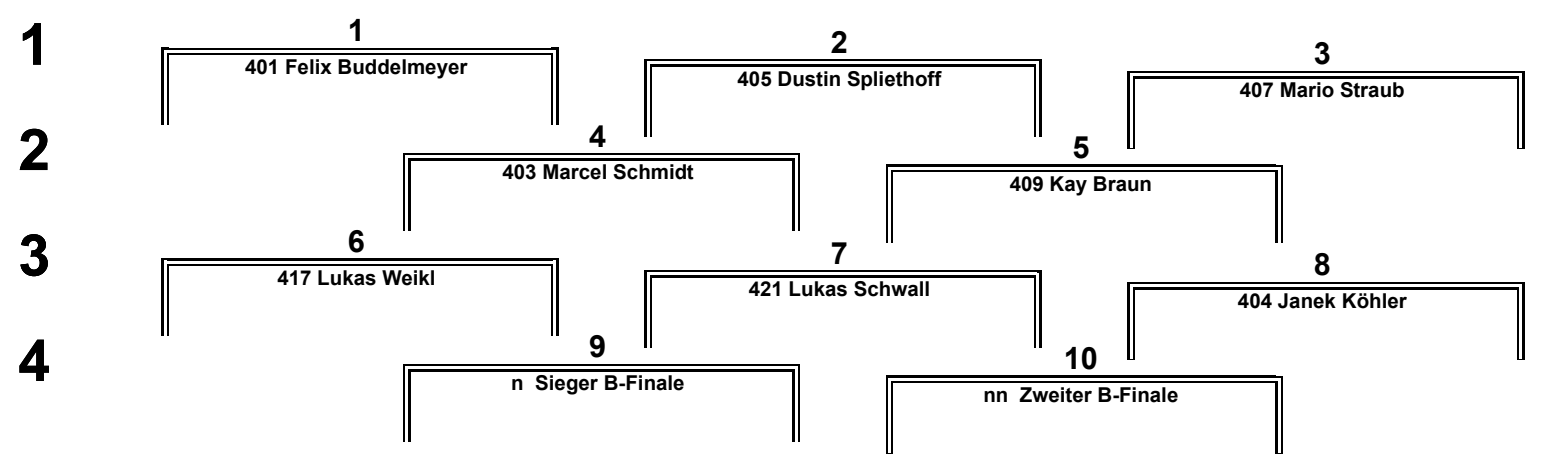 1
1
401 Felix Buddelmeyer
2
405 Dustin Spliethoff
3
407 Mario Straub
2
4
403 Marcel Schmidt
5
409 Kay Braun
3
6
417 Lukas Weikl
7
421 Lukas Schwall
8
404 Janek Köhler
4
9
n Sieger B-Finale
10
nn Zweiter B-Finale